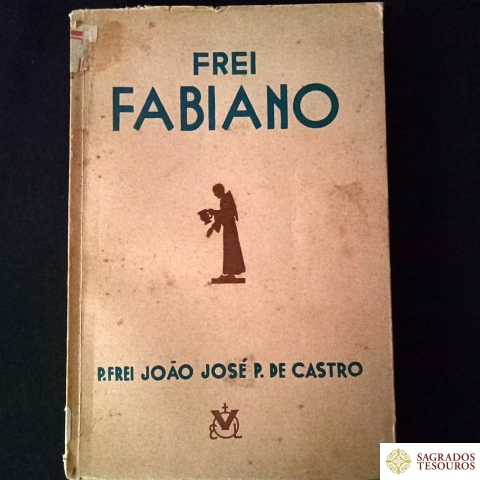 FREI
FABIANO
P.FREI JOÃO JOSÉ P. DE CASTRO
SAGRADOS
TESOUROS